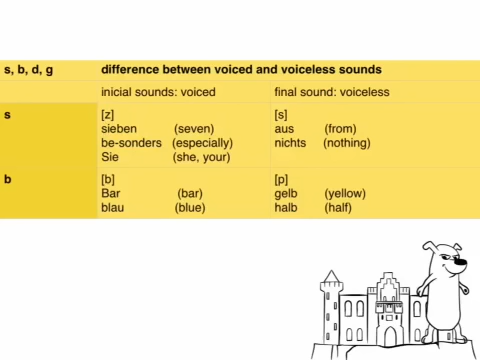 s, b, d, g difference between voiced and voiceless sounds
inicial sounds: voiced final sound: voiceless
s [z] [s]
sieben (seven) aus (from)
be-sonders (especially) nichts (nothing)
Sie (she, your)
b [b] [p]
Bar (bar) gelb (yellow)
blau (blue) halb (half)